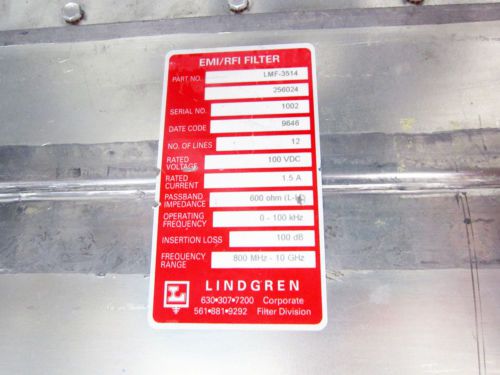 EMI/RFI FILTER
PART NO. LMF-3514
256024
SERIAL NO. 1002
DATE CODE 9646
NO. OF LINES 12
RATED VOLTAGE 100 VDC
RATED CURRENT 1.5 A
PASSBAND IMPEDANCE 600 ohm
OPERATING FREQUENCY 0 - 100 kHz
INSERTION LOSS 100 dB
FREQUENCY RANGE 800 MHz - 10 GHz
L LINDGREN
630•307•7200 Corporate
561•881•9292 Filter Division